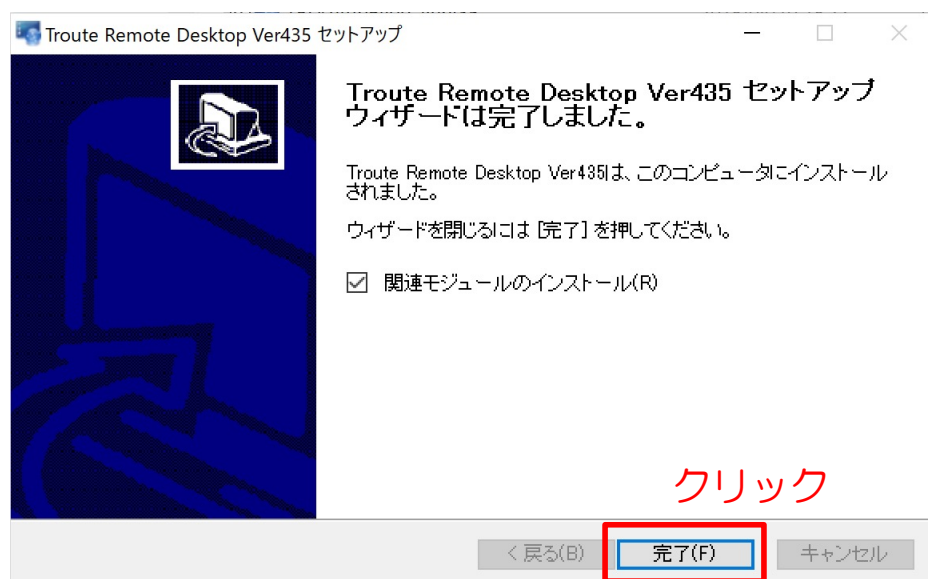 Troute Remote Desktop Ver435 セットアップ
Troute Remote Desktop Ver435 セットアップ
ウィザードは完了しました。
Troute Remote Desktop Ver435は、このコンピュータにインストール
されました。
ウィザードを閉じるには [完了] を押してください。
関連モジュールのインストール(R)
クリック
< 戻る(B)
完了(F)
キャンセル